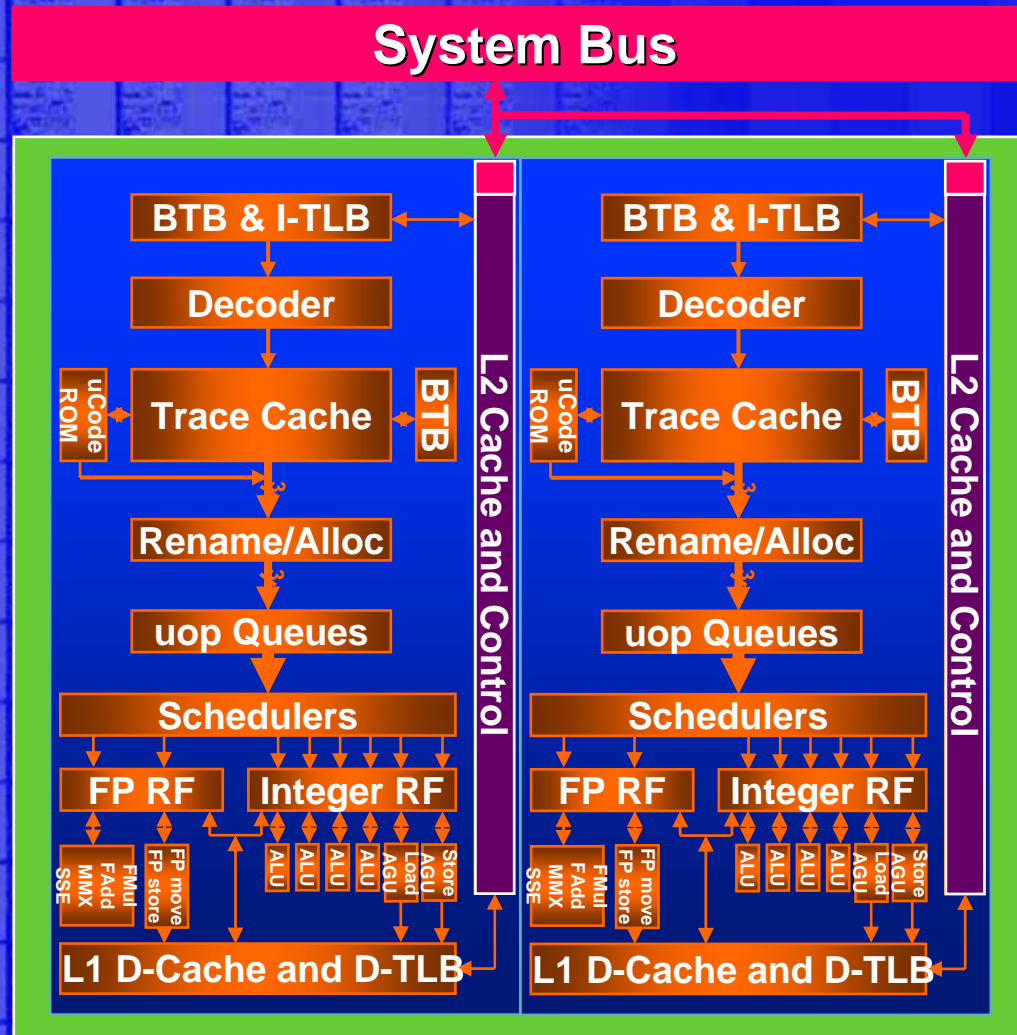 System Bus
BTB & I-TLB
Decoder
uCode
ROM
Trace Cache
BTB
3
Rename/Alloc
3
uop Queues
Schedulers
FP RF
Integer RF
FMul
FAdd
MMX
SSE
FP move
FP store
ALU
ALU
ALU
ALU
Load
AGU
Store
AGU
L1 D-Cache and D-TLB
L2 Cache and Control
BTB & I-TLB
Decoder
uCode
ROM
Trace Cache
BTB
3
Rename/Alloc
3
uop Queues
Schedulers
FP RF
Integer RF
FMul
FAdd
MMX
SSE
FP move
FP store
ALU
ALU
ALU
ALU
Load
AGU
Store
AGU
L1 D-Cache and D-TLB
L2 Cache and Control